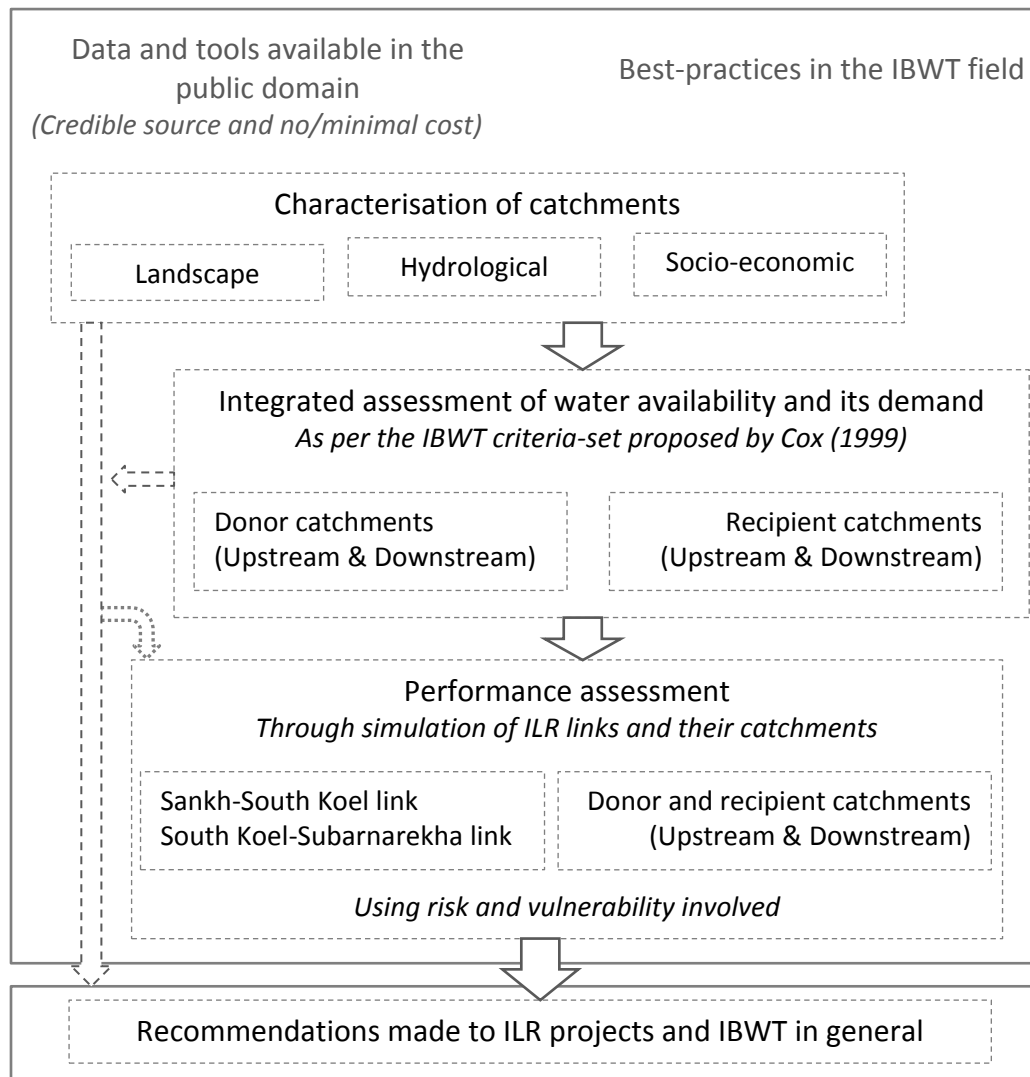 Data and tools available in the
public domain
(Credible source and no/minimal cost)
Best-practices in the IBWT field
Characterisation of catchments
Landscape
Hydrological
Socio-economic
Integrated assessment of water availability and its demand
As per the IBWT criteria-set proposed by Cox (1999)
Donor catchments
(Upstream & Downstream)
Recipient catchments
(Upstream & Downstream)
Performance assessment
Through simulation of ILR links and their catchments
Sankh-South Koel link
South Koel-Subarnarekha link
Donor and recipient catchments
(Upstream & Downstream)
Using risk and vulnerability involved
Recommendations made to ILR projects and IBWT in general